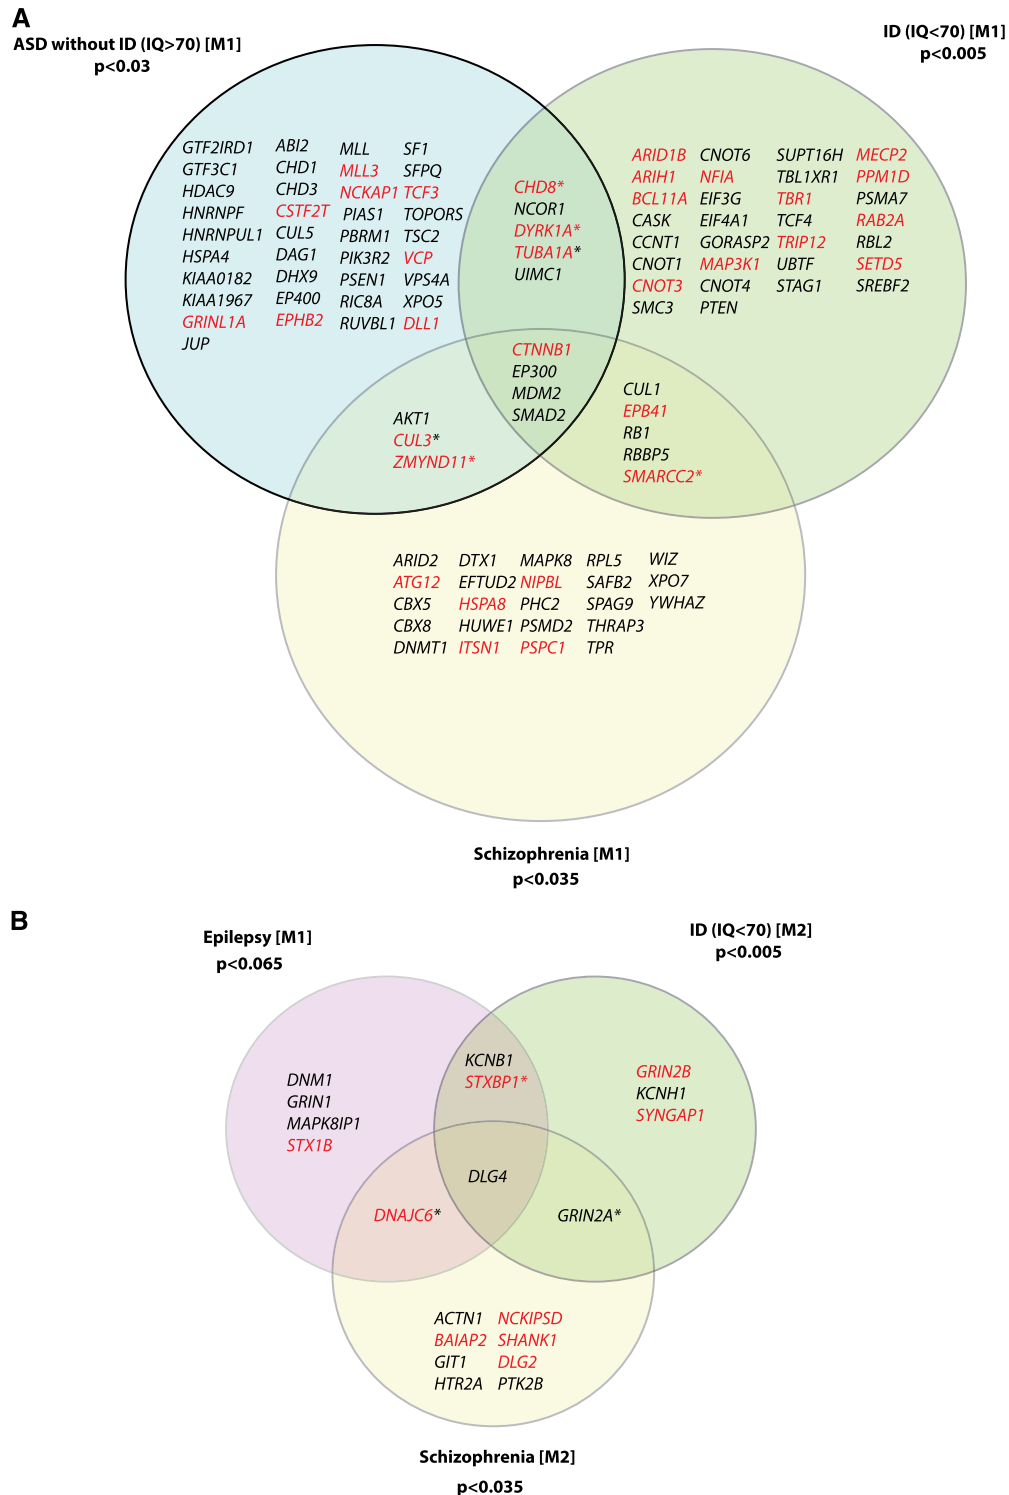 A
ASD without ID (IQ>70) [M1]
p<0.03
ID (IQ<70) [M1]
p<0.005
GTF2IRD1
GTF3C1
HDAC9
HNRNPF
HNRNPUL1
HSPA4
KIAA0182
KIAA1967
GRINL1A
JUP
ABI2
CHD1
CHD3
CSTF2T
CUL5
DAG1
DHX9
EP400
EPHB2
MLL
MLL3
NCKAP1
PIAS1
PBRM1
PIK3R2
PSEN1
RIC8A
RUVBL1
SF1
SFPQ
TCF3
TOPORS
TSC2
VCP
VPS4A
XPO5
DLL1
CHD8*
NCOR1
DYRK1A*
TUBA1A*
UIMC1
ARID1B
ARIH1
BCL11A
CASK
CCNT1
CNOT1
CNOT3
SMC3
CNOT6
NFIA
EIF3G
EIF4A1
GORASP2
MAP3K1
CNOT4
PTEN
SUPT16H
TBL1XR1
TBR1
TCF4
TRIP12
UBTF
STAG1
MECP2
PPM1D
PSMA7
RAB2A
RBL2
SETD5
SREBF2
CTNNB1
EP300
MDM2
SMAD2
AKT1
CUL3*
ZMYND11*
CUL1
EPB41
RB1
RBBP5
SMARCC2*
ARID2
ATG12
CBX5
CBX8
DNMT1
DTX1
EFTUD2
HSPA8
HUWE1
ITSN1
MAPK8
NIPBL
PHC2
PSMD2
PSPC1
RPL5
SAFB2
SPAG9
THRAP3
TPR
WIZ
XPO7
YWHAZ
Schizophrenia [M1]
p<0.035
B
Epilepsy [M1]
p<0.065
ID (IQ<70) [M2]
p<0.005
DNM1
GRIN1
MAPK8IP1
STX1B
KCNB1
STXBP1*
GRIN2B
KCNH1
SYNGAP1
DLG4
DNAJC6*
GRIN2A*
ACTN1
BAIAP2
GIT1
HTR2A
NCKIPSD
SHANK1
DLG2
PTK2B
Schizophrenia [M2]
p<0.035